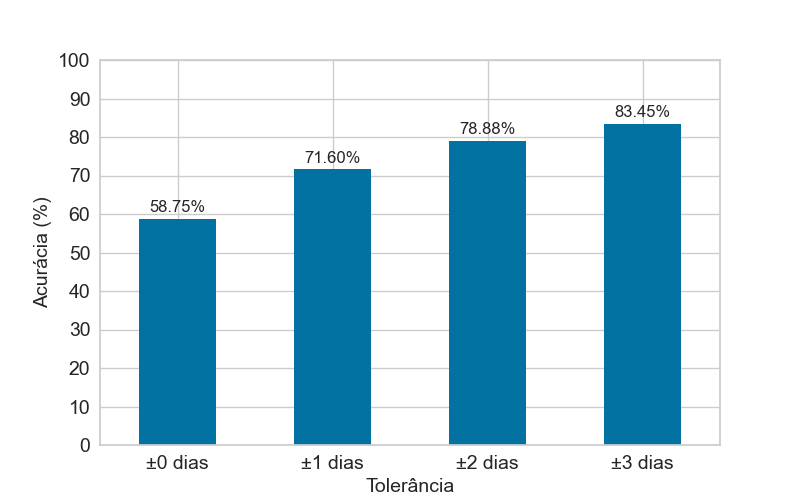 100
90
80
70
60
50
40
30
20
10
0
Acurácia (%)
58.75%
71.60%
78.88%
83.45%
±0 dias
±1 dias
±2 dias
±3 dias
Tolerância